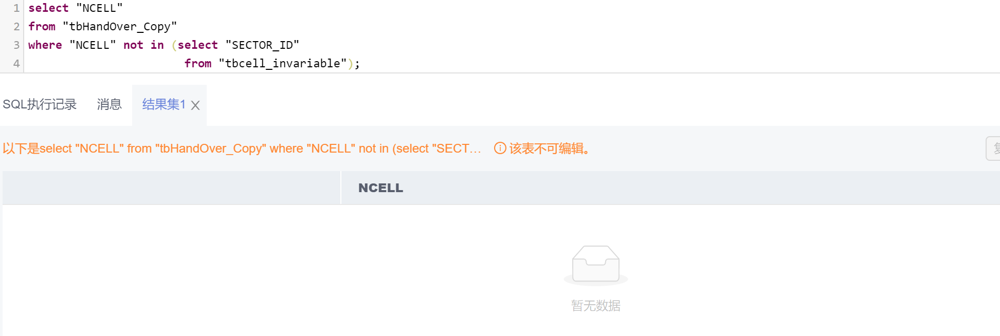 1 select "NCELL"
2 from "tbHandOver_Copy"
3 where "NCELL" not in (select "SECTOR_ID"
4 from "tbcell_invariable");
SQL执行记录 消息 结果集1 X
以下是select "NCELL" from "tbHandOver_Copy" where "NCELL" not in (select "SECT... 该表不可编辑。
NCELL
暂无数据